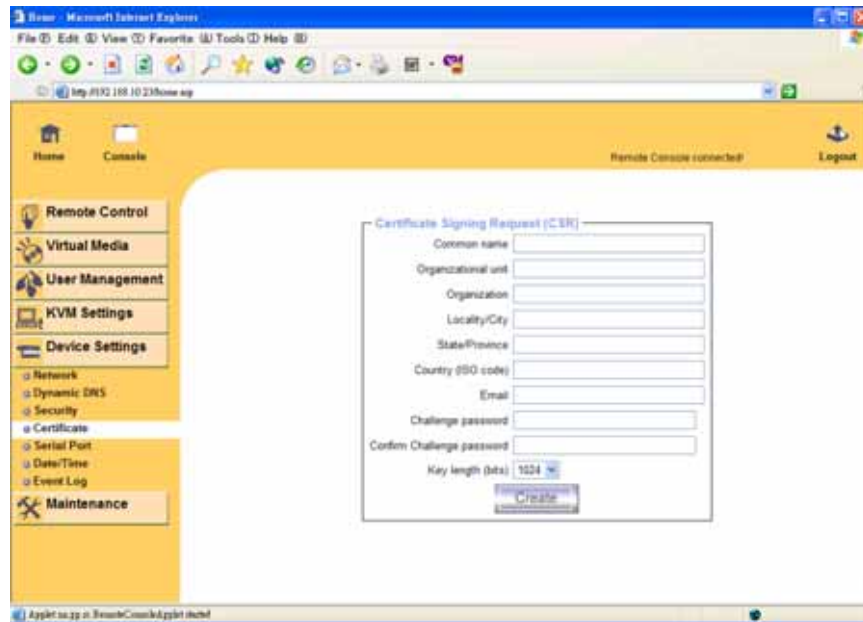 Home - Microsoft Internet Explorer
File (F) Edit (E) View (V) Favorite (A) Tools (T) Help (H)
Home
Console
Remote Console connected!
Logout
Remote Control
Virtual Media
User Management
KVM Settings
Device Settings
Network
Dynamic DNS
Security
Certificate
Serial Port
Date/Time
Event Log
Maintenance
Certificate Signing Request (CSR)
Common name
Organizational unit
Organization
Locality/City
State/Province
Country (ISO code)
Email
Challenge password
Confirm Challenge password
Key length (bits) 1024
Create